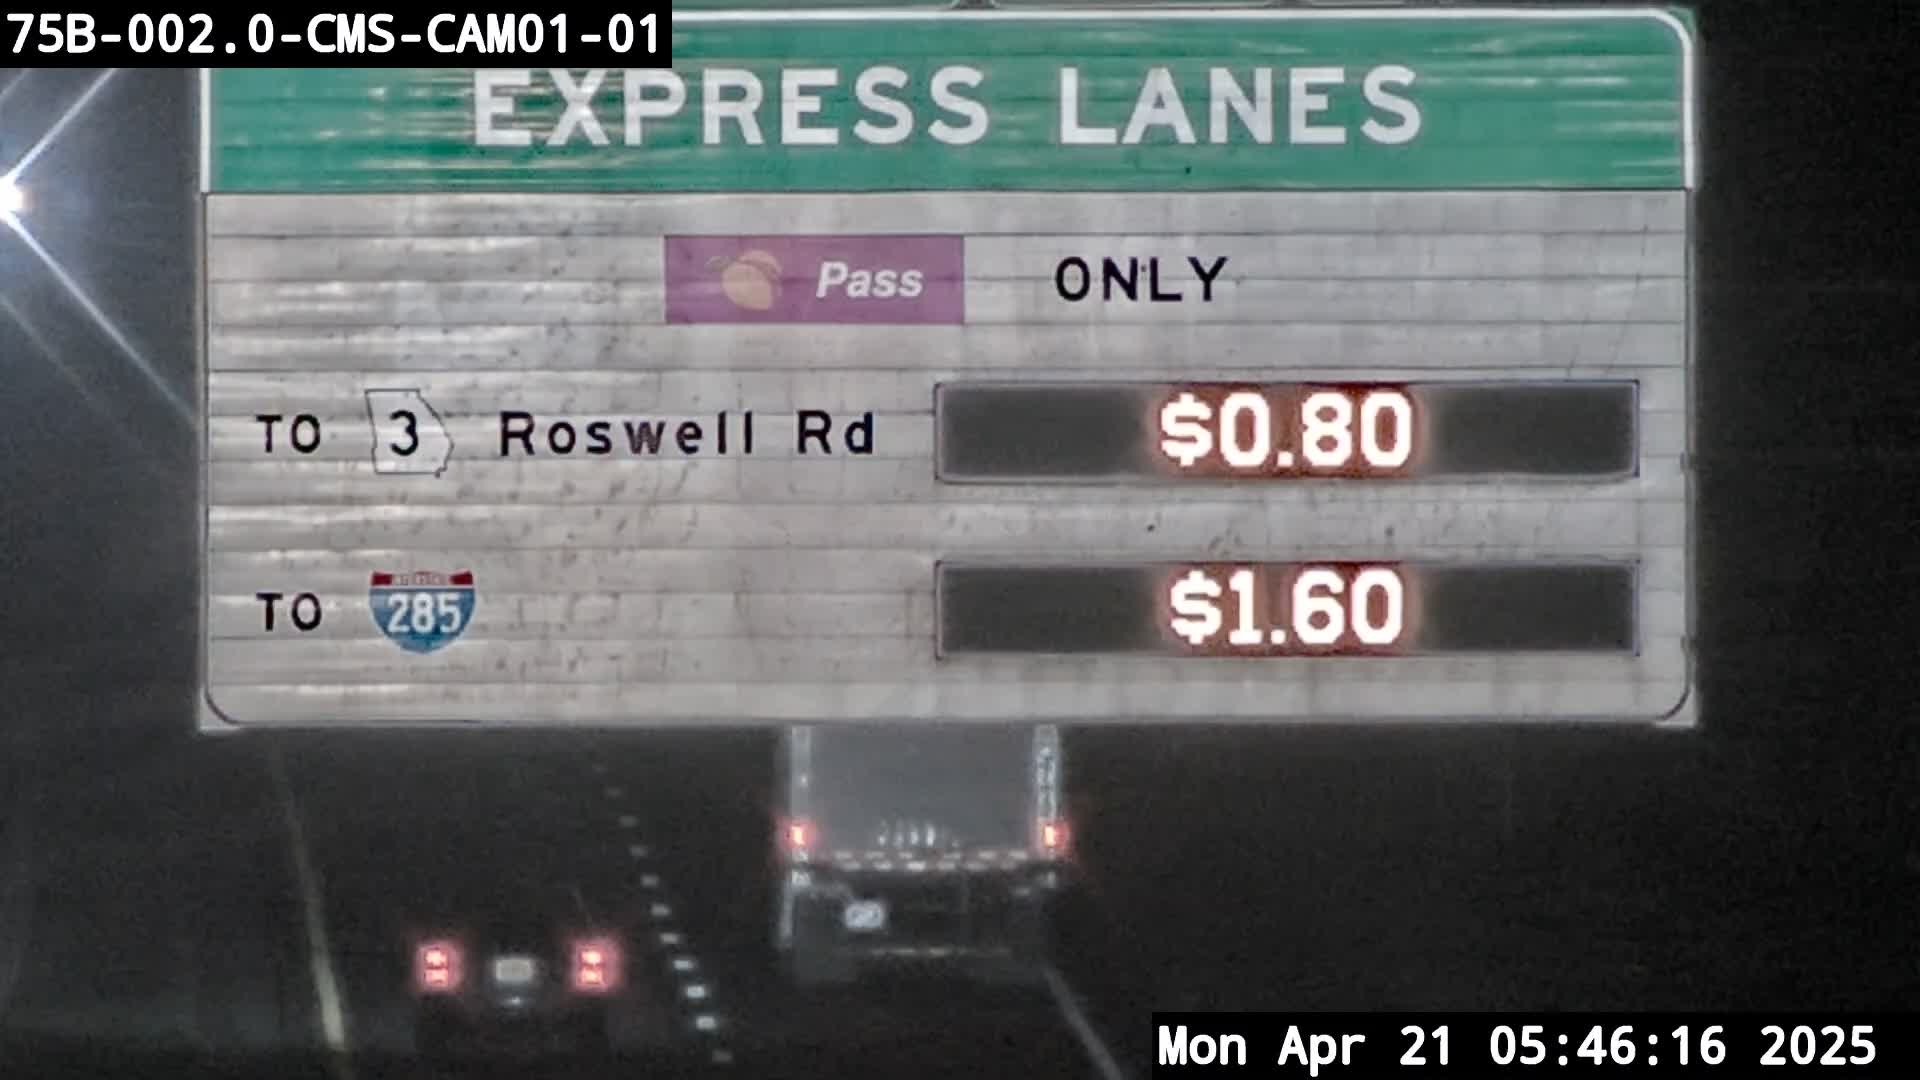 75B-002.0-CMS-CAM01-01
EXPRESS LANES
Pass ONLY
TO 3 Roswell Rd $0.80
TO 285 $1.60
Mon Apr 21 05:46:16 2025